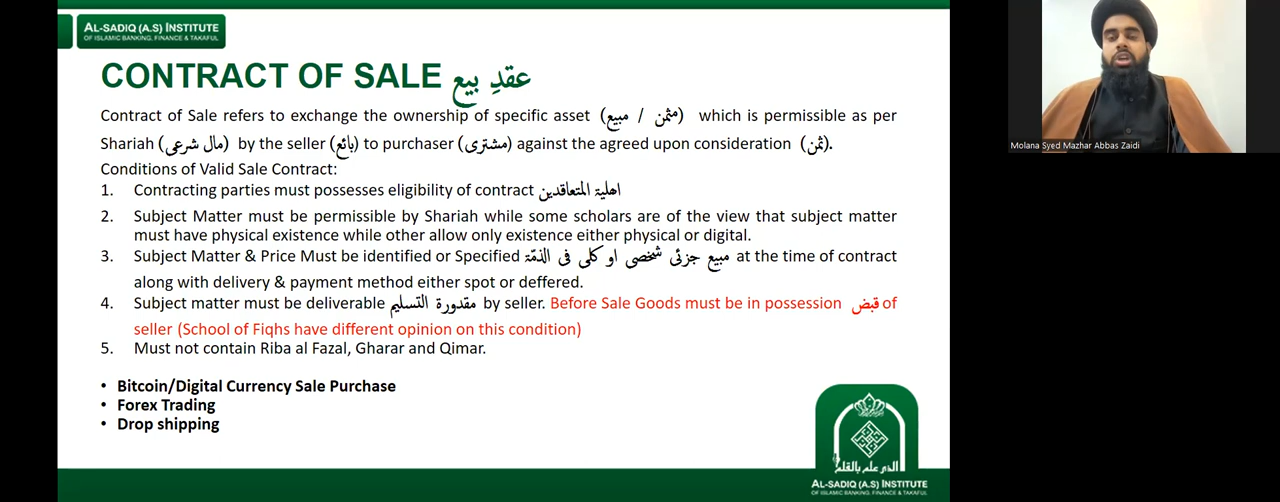 AL-SADIQ (A.S) INSTITUTE
OF ISLAMIC BANKING, FINANCE & TAKAFUL
CONTRACT OF SALE عقدِ بیع
Contract of Sale refers to exchange the ownership of specific asset (مثمن / مبیع) which is permissible as per
Shariah (مال شرعی) by the seller (بائع) to purchaser (مشتری) against the agreed upon consideration (ثمن).
Conditions of Valid Sale Contract:
1. Contracting parties must possesses eligibility of contract اهلیة المتعاقدین
2. Subject Matter must be permissible by Shariah while some scholars are of the view that subject matter
must have physical existence while other allow only existence either physical or digital.
3. Subject Matter & Price Must be identified or Specified مبیع جزئی شخصی او کلی فی الذمّة at the time of contract
along with delivery & payment method either spot or deffered.
4. Subject matter must be deliverable مقدورة التسلیم by seller. Before Sale Goods must be in possession قبض of
seller (School of Fiqhs have different opinion on this condition)
5. Must not contain Riba al Fazal, Gharar and Qimar.
• Bitcoin/Digital Currency Sale Purchase
• Forex Trading
• Drop shipping
الذی علم بالقلم
AL-SADIQ (A.S) INSTITUTE
OF ISLAMIC BANKING, FINANCE & TAKAFUL
Molana Syed Mazhar Abbas Zaidi